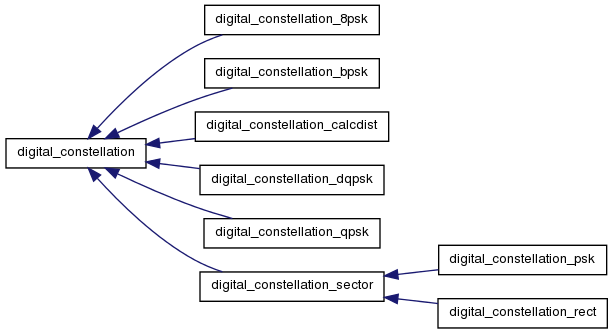 digital_constellation_8psk
digital_constellation_bpsk
digital_constellation_calcdist
digital_constellation
digital_constellation_dqpsk
digital_constellation_qpsk
digital_constellation_psk
digital_constellation_sector
digital_constellation_rect